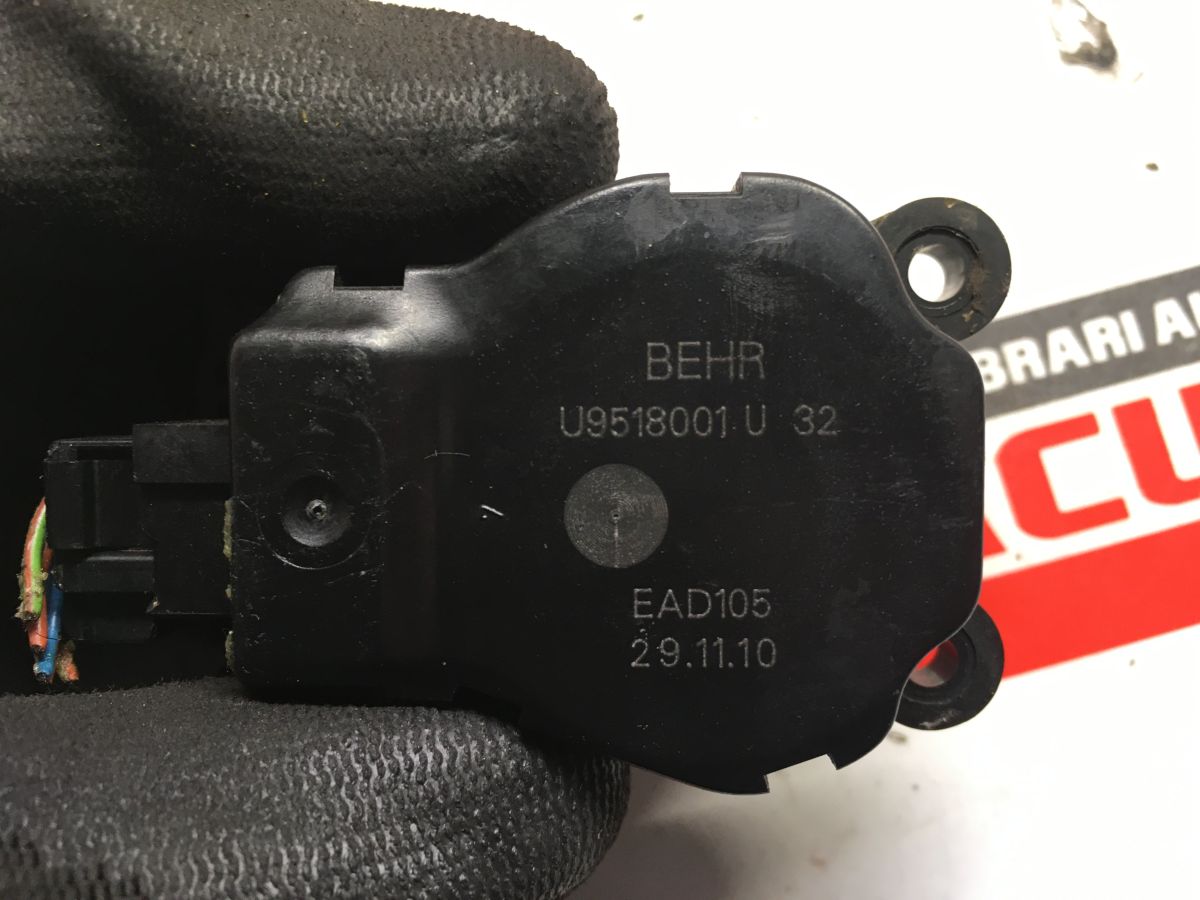 BEHR
U9518001 U 32
EAD105
29.11.10
BRARI A
ACU